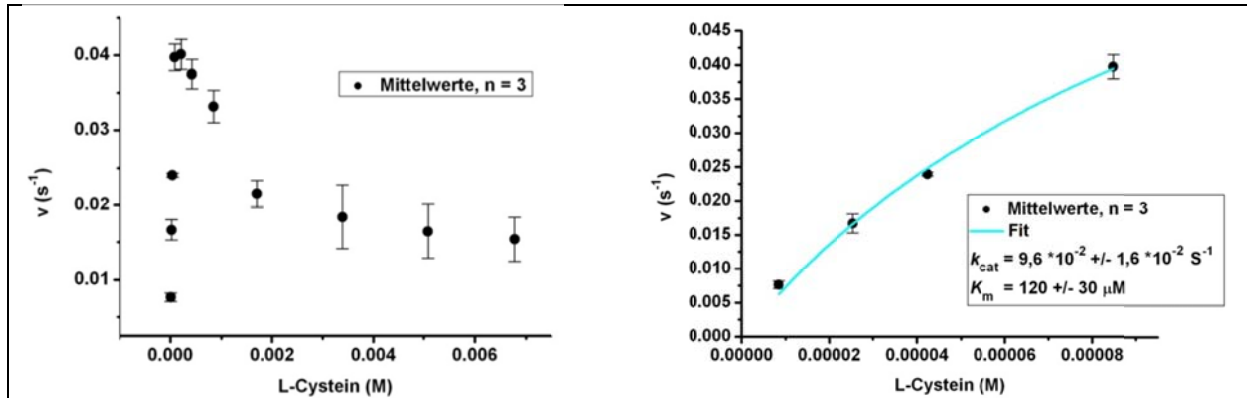 0.04
0.03
0.02
0.01
v (s⁻¹)
Mittelwerte, n = 3
0.000 0.002 0.004 0.006
L-Cystein (M)
0.045
0.040
0.035
0.030
0.025
0.020
0.015
0.010
0.005
0.000
v (s⁻¹)
Mittelwerte, n = 3
Fit
k_cat = 9,6 *10⁻² +/- 1,6 *10⁻² S⁻¹
K_m = 120 +/- 30 µM
0.00000 0.00002 0.00004 0.00006 0.00008
L-Cystein (M)